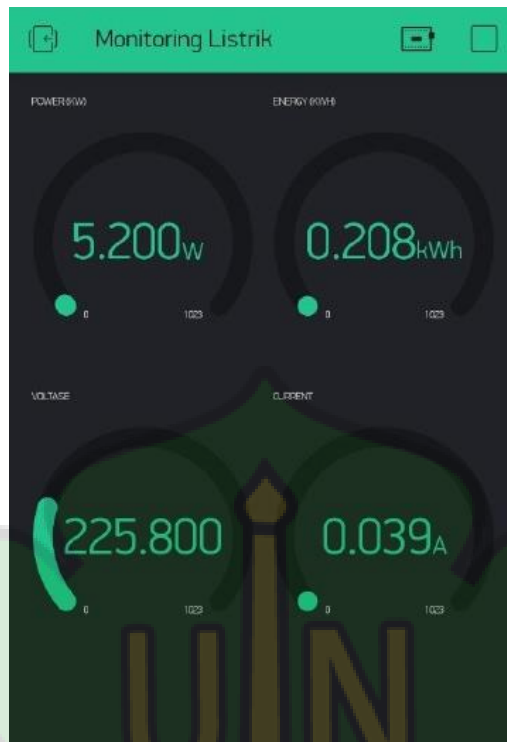 Monitoring Listrik
POWER (KW)
ENERGY (KWH)
5.200W
0.208kWh
0 1023
0 1023
VOLTASE
CURRENT
225.800
0.039A
0 1023
0 1023
UIN